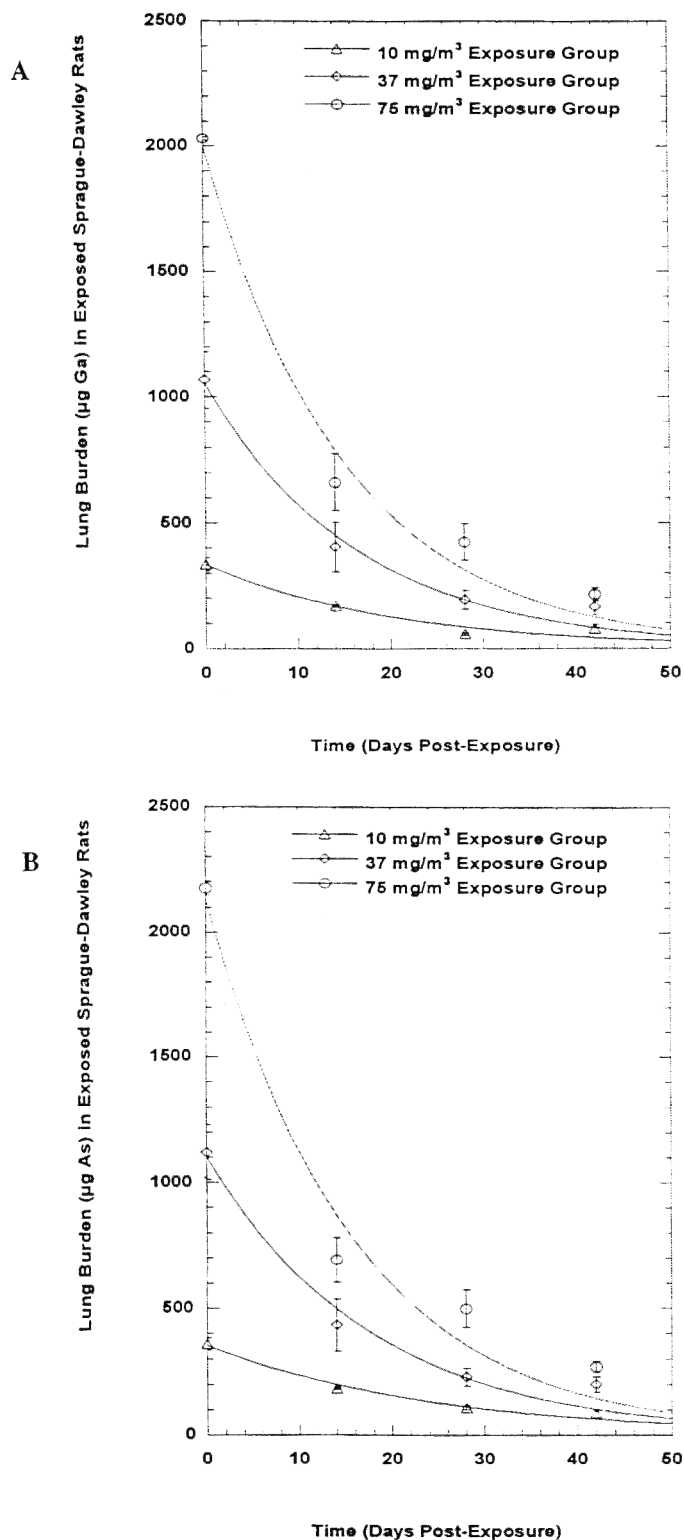 A
Lung Burden (µg Ga) in Exposed Sprague-Dawley Rats
2500
2000
1500
1000
500
0
10 mg/m³ Exposure Group
37 mg/m³ Exposure Group
75 mg/m³ Exposure Group
0 10 20 30 40 50
Time (Days Post-Exposure)
B
Lung Burden (µg As) in Exposed Sprague-Dawley Rats
2500
2000
1500
1000
500
0
10 mg/m³ Exposure Group
37 mg/m³ Exposure Group
75 mg/m³ Exposure Group
0 10 20 30 40 50
Time (Days Post-Exposure)